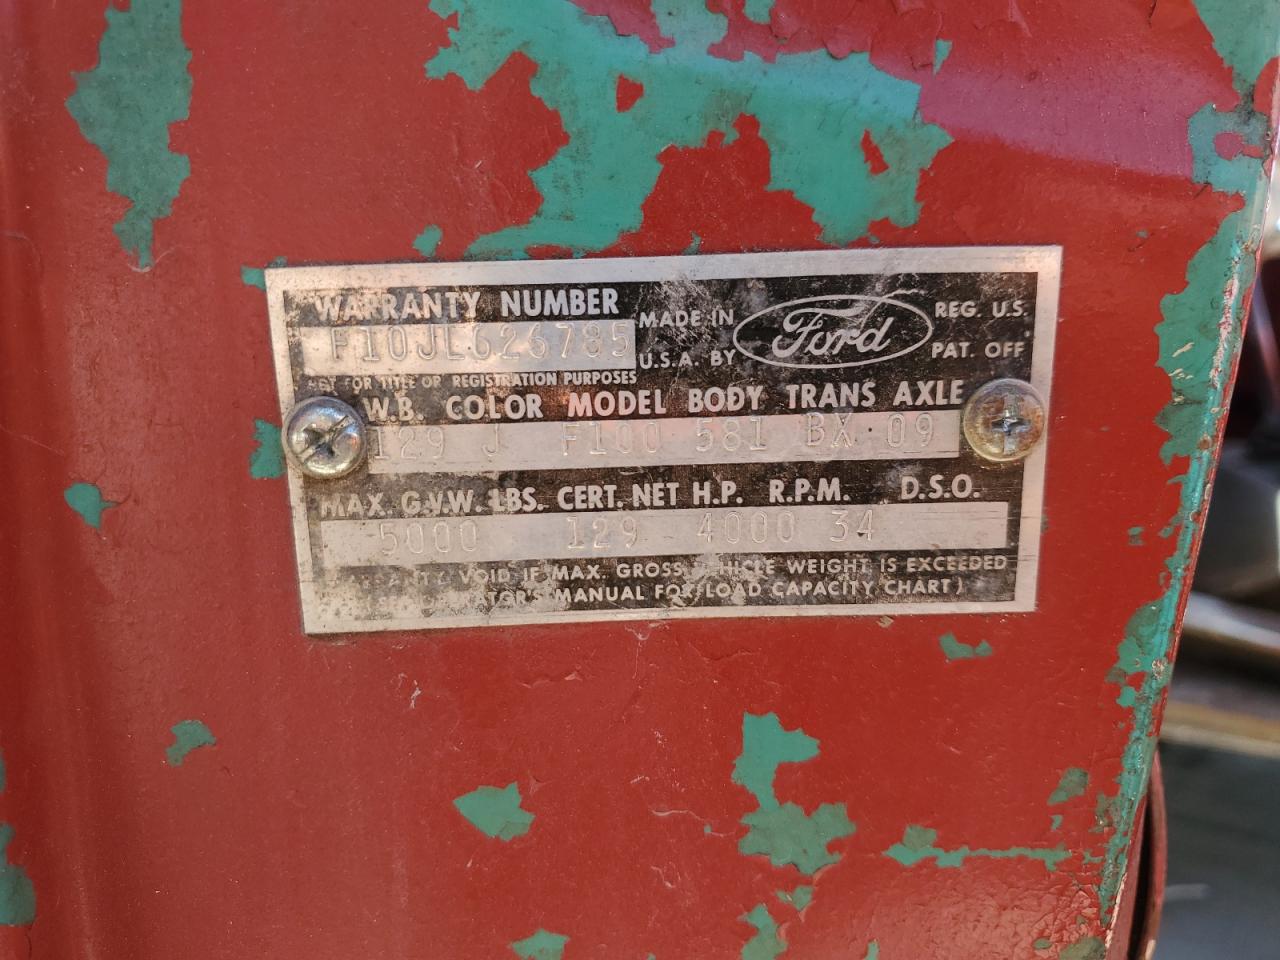 WARRANTY NUMBER
F10JL626785
MADE IN
U.S.A. BY
Ford
REG. U.S.
PAT. OFF
NOT FOR TITLE OR REGISTRATION PURPOSES
W.B. COLOR MODEL BODY TRANS AXLE
129 J F100 581 BX 09
MAX. G.V.W. LBS. CERT. NET H.P. R.P.M. D.S.O.
5000 129 4000 34
VOID IF MAX. GROSS VEHICLE WEIGHT IS EXCEEDED
MANUAL FOR LOAD CAPACITY CHART)